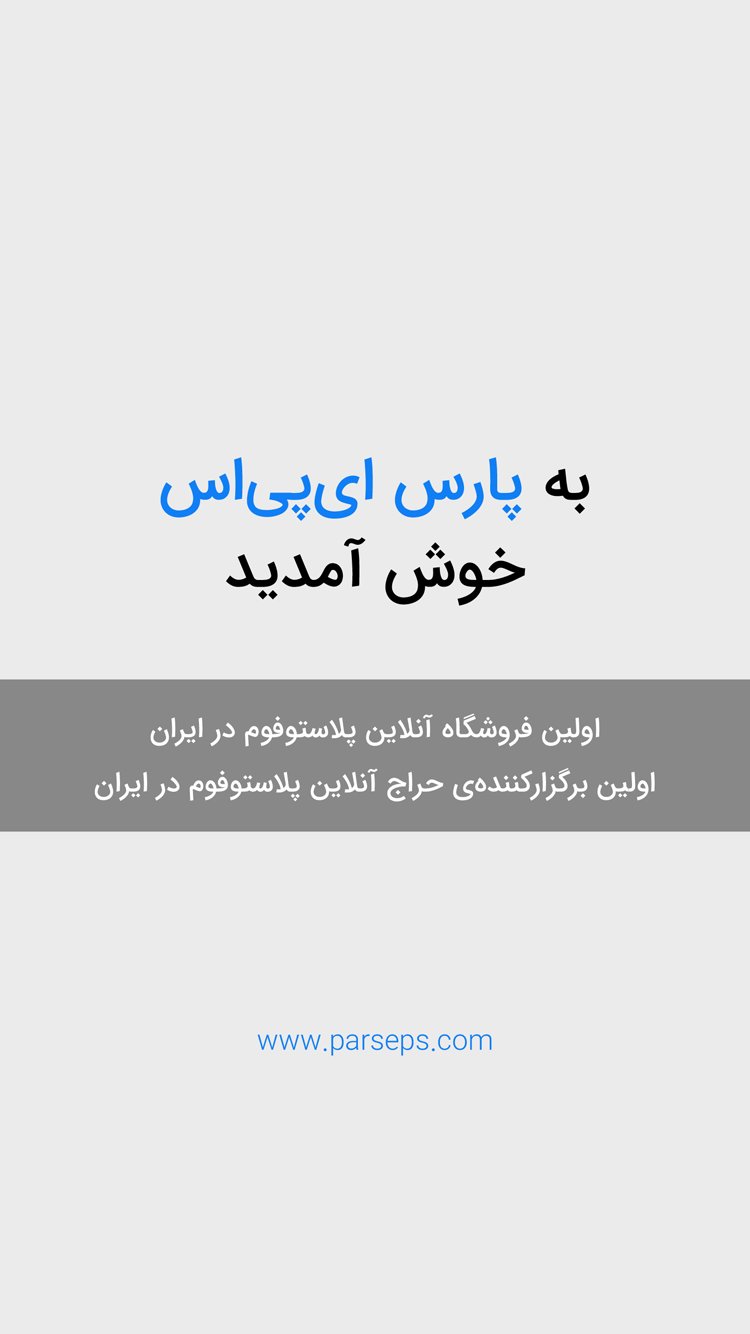 به پارس ای‌پی‌اس
خوش آمدید
اولین فروشگاه آنلاین پلاستوفوم در ایران
اولین برگزارکننده‌ی حراج آنلاین پلاستوفوم در ایران
www.parseps.com